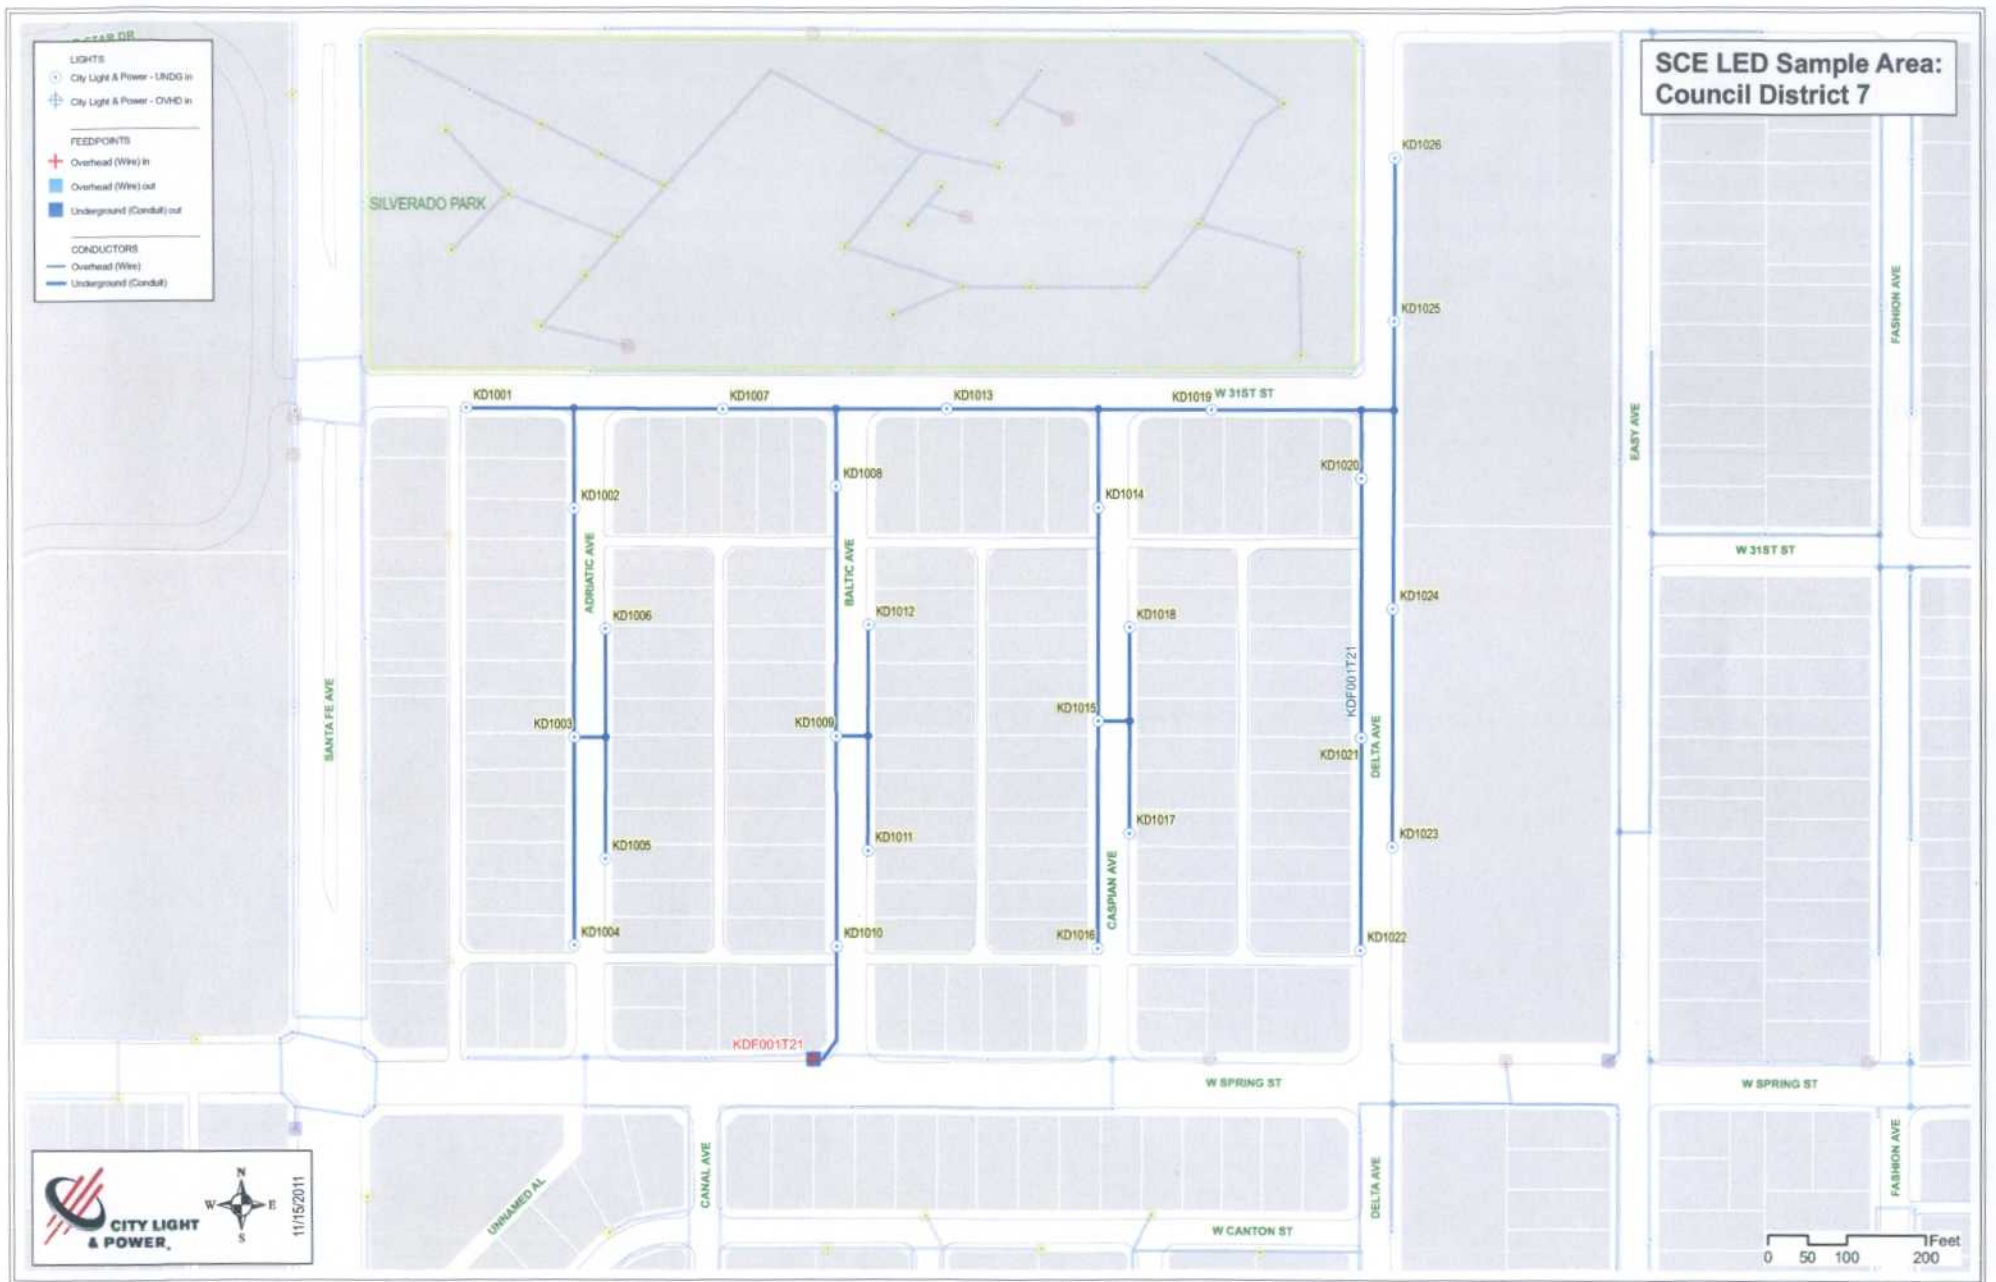 SCE LED Sample Area:
Council District 7
STAR DR
LIGHTS
City Light & Power - UNDG in
City Light & Power - OVHD in
FEEDPOINTS
Overhead (Wire) in
Overhead (Wire) out
Underground (Conduit) out
CONDUCTORS
Overhead (Wire)
Underground (Conduit)
SILVERADO PARK
KD1026
KD1025
FASHION AVE
KD1001
KD1007
KD1013
KD1019
W 31ST ST
EASY AVE
KD1020
KD1008
KD1002
KD1014
ADRIATIC AVE
BALTIC AVE
W 31ST ST
KD1006
KD1012
KD1018
KD1024
KDF001T21
SANTA FE AVE
KD1003
KD1009
KD1015
KD1021
DELTA AVE
KD1005
KD1011
KD1017
KD1023
CASPIAN AVE
KD1004
KD1010
KD1016
KD1022
KDF001T21
W SPRING ST
W SPRING ST
UNNAMED AL
CANAL AVE
DELTA AVE
FASHION AVE
W CANTON ST
CITY LIGHT
& POWER.
N
W
E
S
11/15/2011
Feet
0
50
100
200